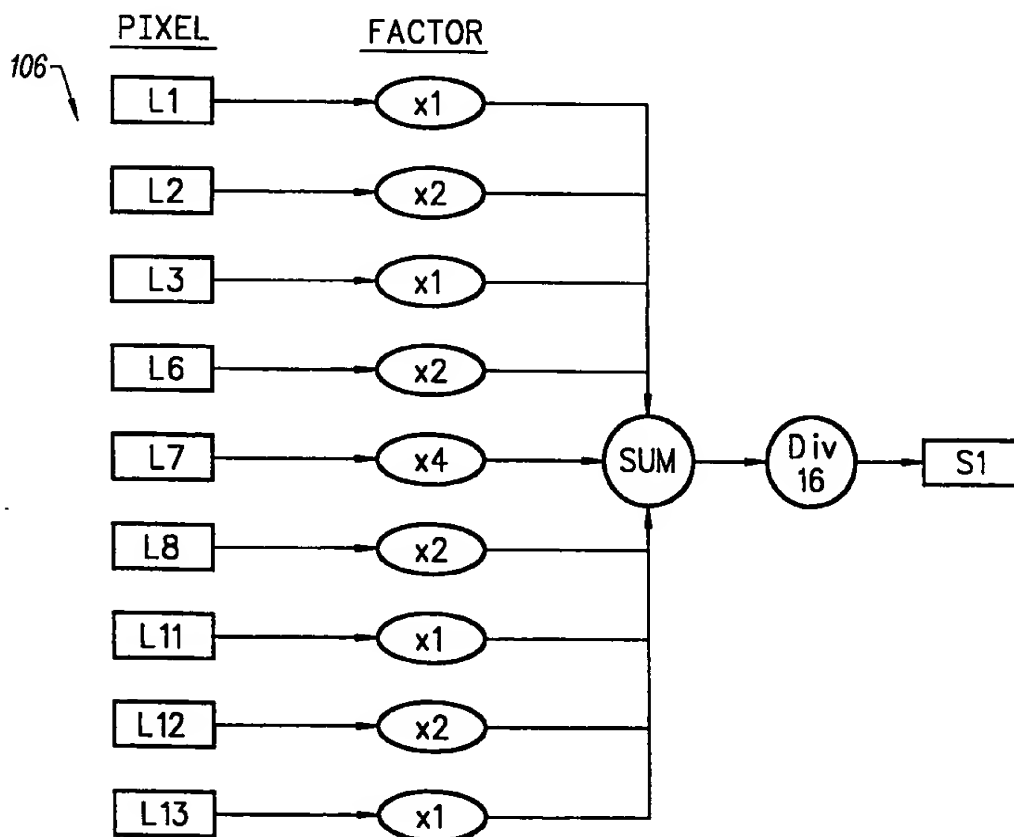 PIXEL FACTOR
106
L1 x1
L2 x2
L3 x1
L6 x2
L7 x4 SUM Div 16 S1
L8 x2
L11 x1
L12 x2
L13 x1